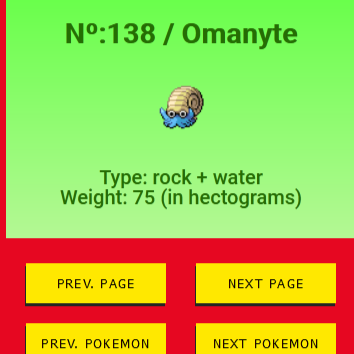 Nº:138 / Omanyte
Type: rock + water
Weight: 75 (in hectograms)
PREV. PAGE
NEXT PAGE
PREV. POKEMON
NEXT POKEMON